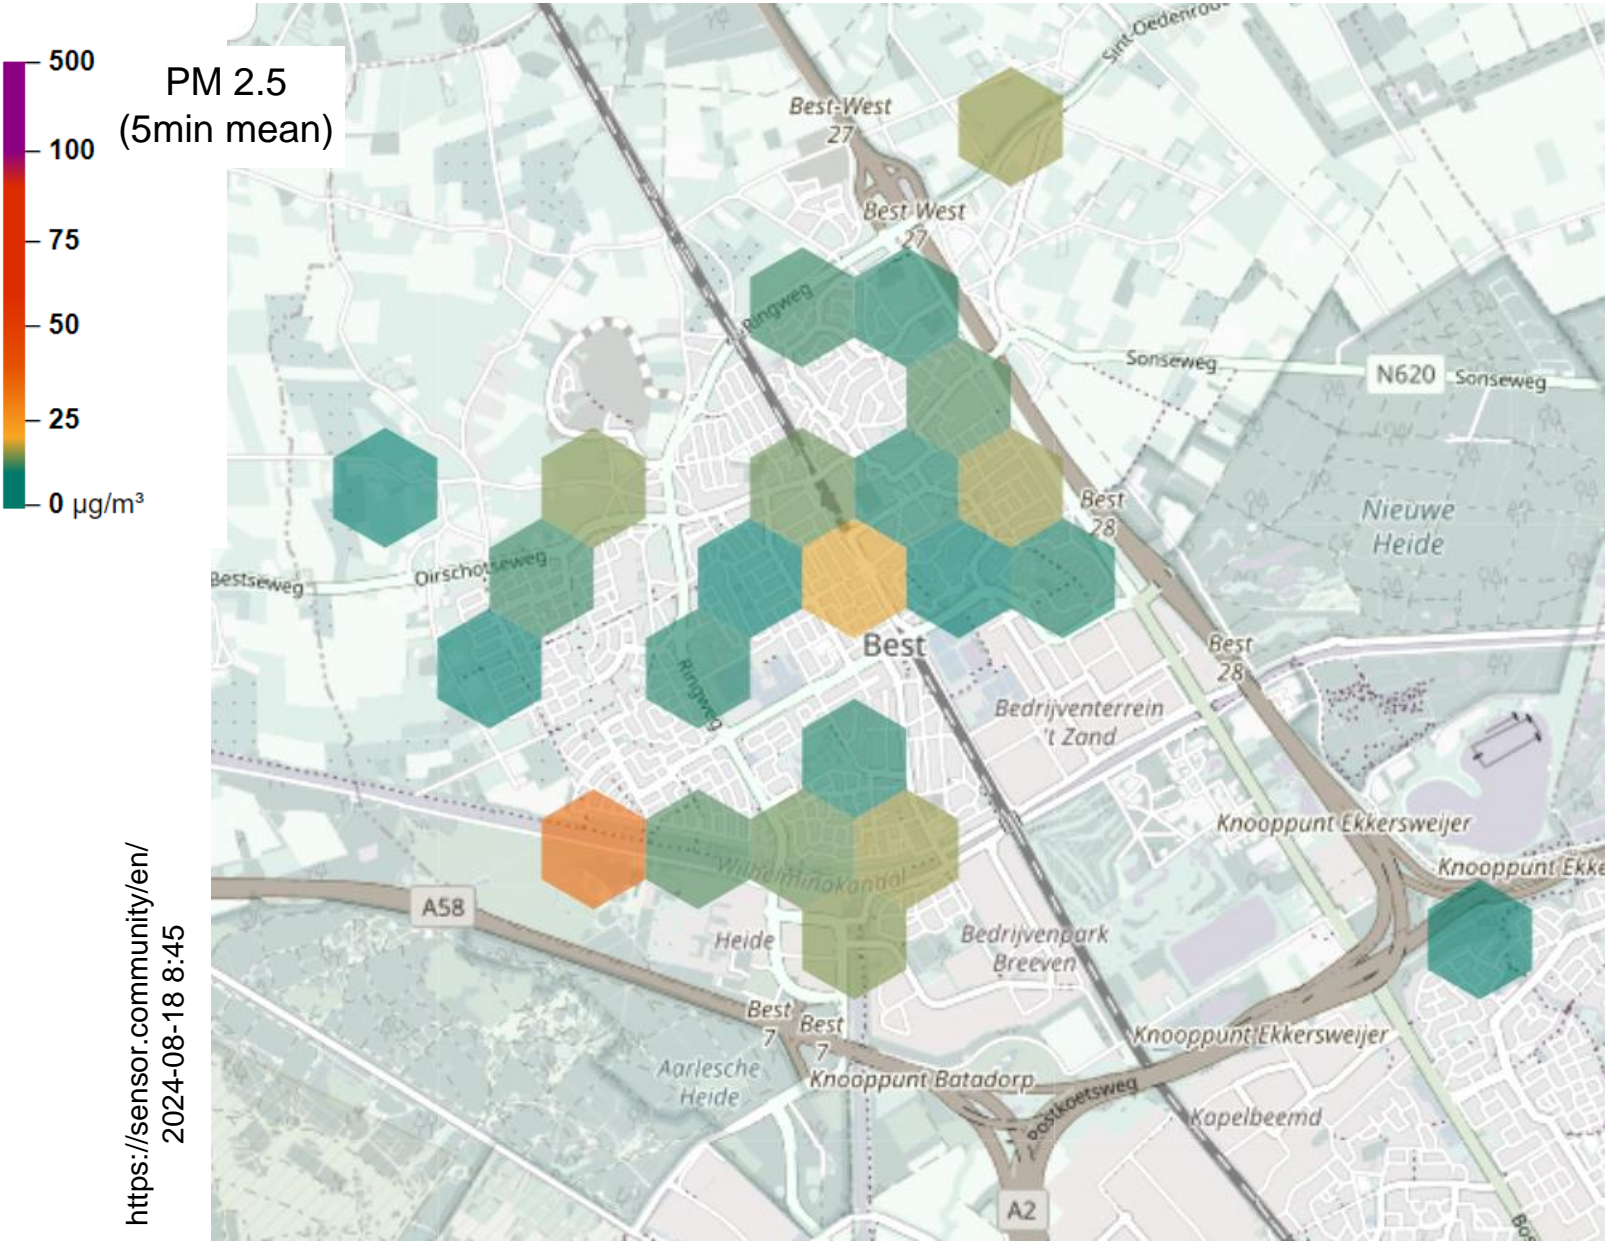 500
100
75
50
25
0 µg/m³
PM 2.5
(5min mean)
https://sensor.community/en/
2024-08-18 8:45
Best-West
27
Best West
27
Ringweg
Sonseweg
N620
Sonseweg
Best
28
Nieuwe
Heide
Bestseweg
Oirschotseweg
Best
Ringweg
Best
28
Bedrijventerrein
't Zand
Knooppunt Ekkersweijer
Knooppunt Ekke
Wilhelminakanaal
A58
Heide
Bedrijvenpark
Breeven
Best
7
Best
7
Knooppunt Ekkersweijer
Aarlesche
Heide
Knooppunt Batadorp
Postkoetsweg
Kapelbeemd
A2